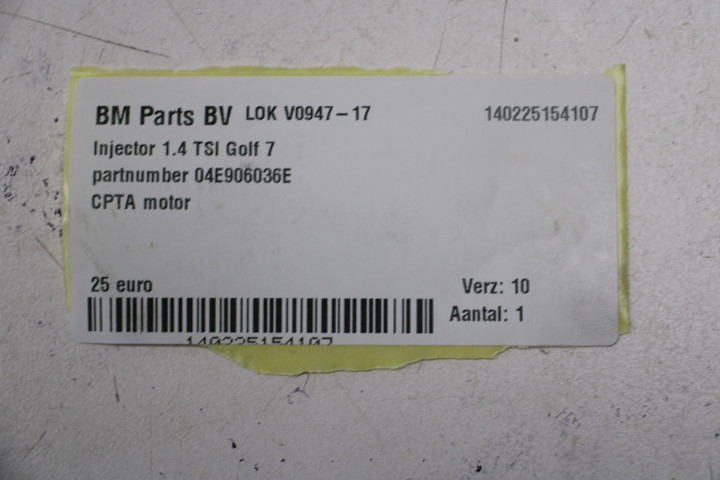 BM Parts BV LOK V0947-17 140225154107
Injector 1.4 TSI Golf 7
partnumber 04E906036E
CPTA motor
25 euro Verz: 10
Aantal: 1
140225154107